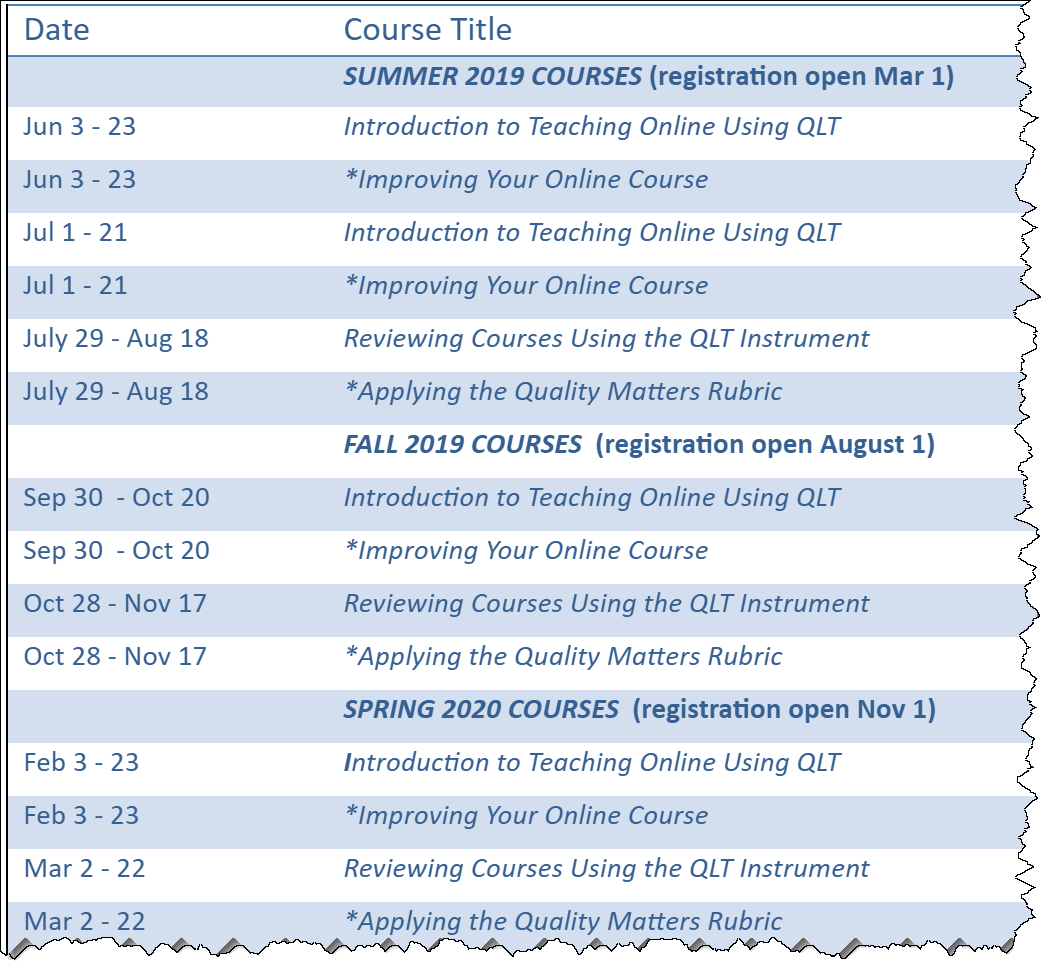 Date Course Title
SUMMER 2019 COURSES (registration open Mar 1)
Jun 3 - 23 Introduction to Teaching Online Using QLT
Jun 3 - 23 *Improving Your Online Course
Jul 1 - 21 Introduction to Teaching Online Using QLT
Jul 1 - 21 *Improving Your Online Course
July 29 - Aug 18 Reviewing Courses Using the QLT Instrument
July 29 - Aug 18 *Applying the Quality Matters Rubric
FALL 2019 COURSES  (registration open August 1)
Sep 30  - Oct 20 Introduction to Teaching Online Using QLT
Sep 30  - Oct 20 *Improving Your Online Course
Oct 28 - Nov 17 Reviewing Courses Using the QLT Instrument
Oct 28 - Nov 17 *Applying the Quality Matters Rubric
SPRING 2020 COURSES  (registration open Nov 1)
Feb 3 - 23 Introduction to Teaching Online Using QLT
Feb 3 - 23 *Improving Your Online Course
Mar 2 - 22 Reviewing Courses Using the QLT Instrument
Mar 2 - 22 *Applying the Quality Matters Rubric